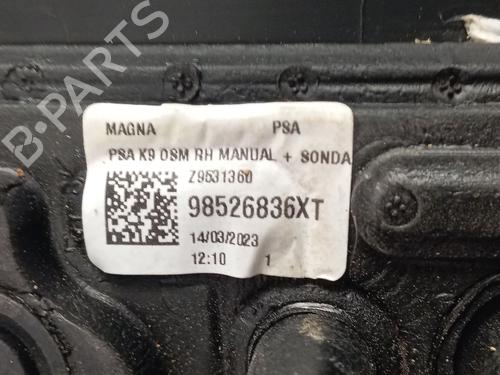 B-PARTS
MAGNA PSA
PSA K9 OSM RH MANUAL + SONDA
Z9531360
98526836XT
14/03/2023
12:10 1